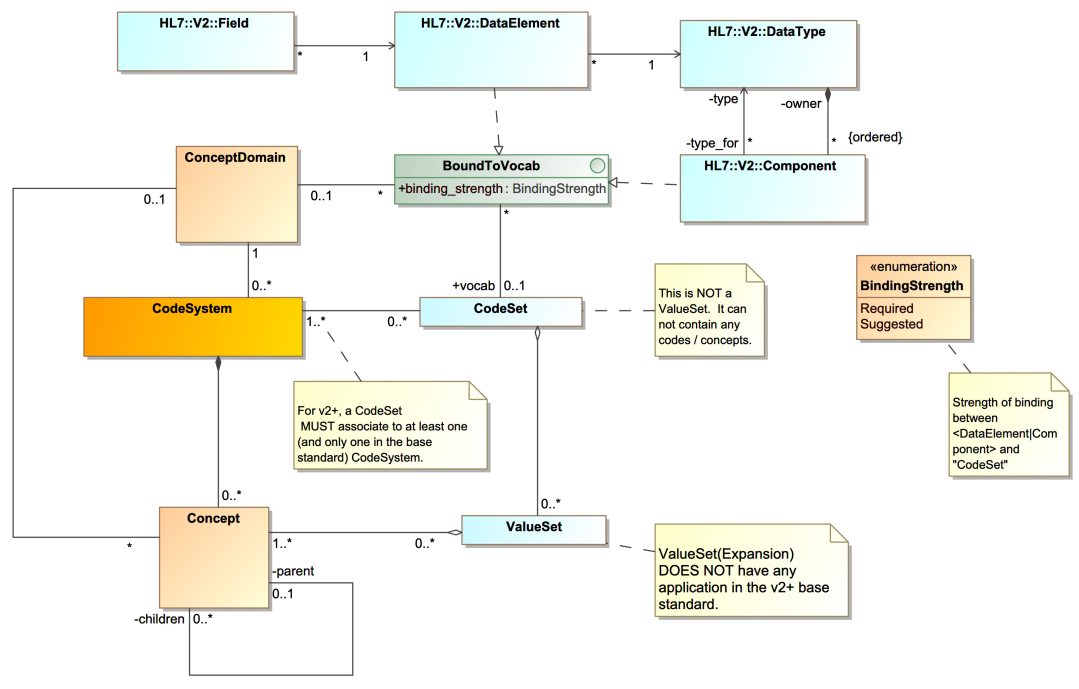 HL7::V2::Field
*
1
HL7::V2::DataElement
*
1
HL7::V2::DataType
-type
-owner
-type_for
*
*
{ordered}
HL7::V2::Component
ConceptDomain
0..1
0..1
*
1
BoundToVocab
+binding_strength : BindingStrength
*
+vocab
0..1
0..*
CodeSystem
1..*
0..*
CodeSet
This is NOT a
ValueSet.  It can
not contain any
codes / concepts.
«enumeration»
BindingStrength
Required
Suggested
Strength of binding
between
<DataElement|Com
ponent> and
"CodeSet"
For v2+, a CodeSet
MUST associate to at least one
(and only one in the base
standard) CodeSystem.
0..*
0..*
Concept
*
1..*
0..*
ValueSet
ValueSet(Expansion)
DOES NOT have any
application in the v2+ base
standard.
-parent
0..1
-children
0..*